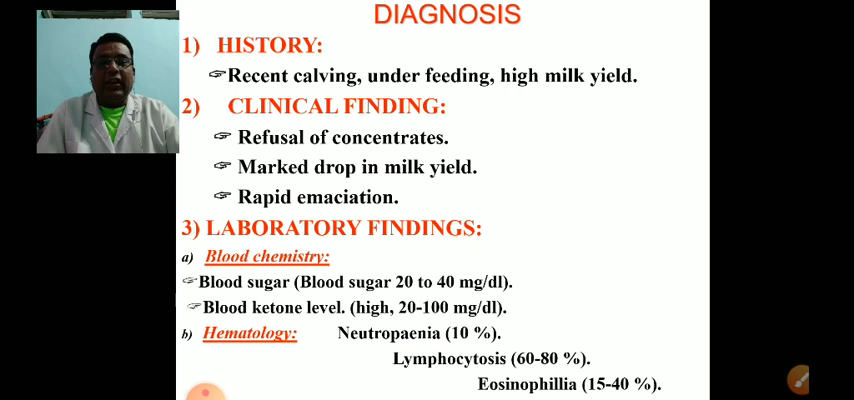 DIAGNOSIS
1) HISTORY:
☞Recent calving, under feeding, high milk yield.
2) CLINICAL FINDING:
☞ Refusal of concentrates.
☞ Marked drop in milk yield.
☞ Rapid emaciation.
3) LABORATORY FINDINGS:
a) Blood chemistry:
☞Blood sugar (Blood sugar 20 to 40 mg/dl).
☞Blood ketone level. (high, 20-100 mg/dl).
b) Hematology: Neutropaenia (10 %).
Lymphocytosis (60-80 %).
Eosinophillia (15-40 %).